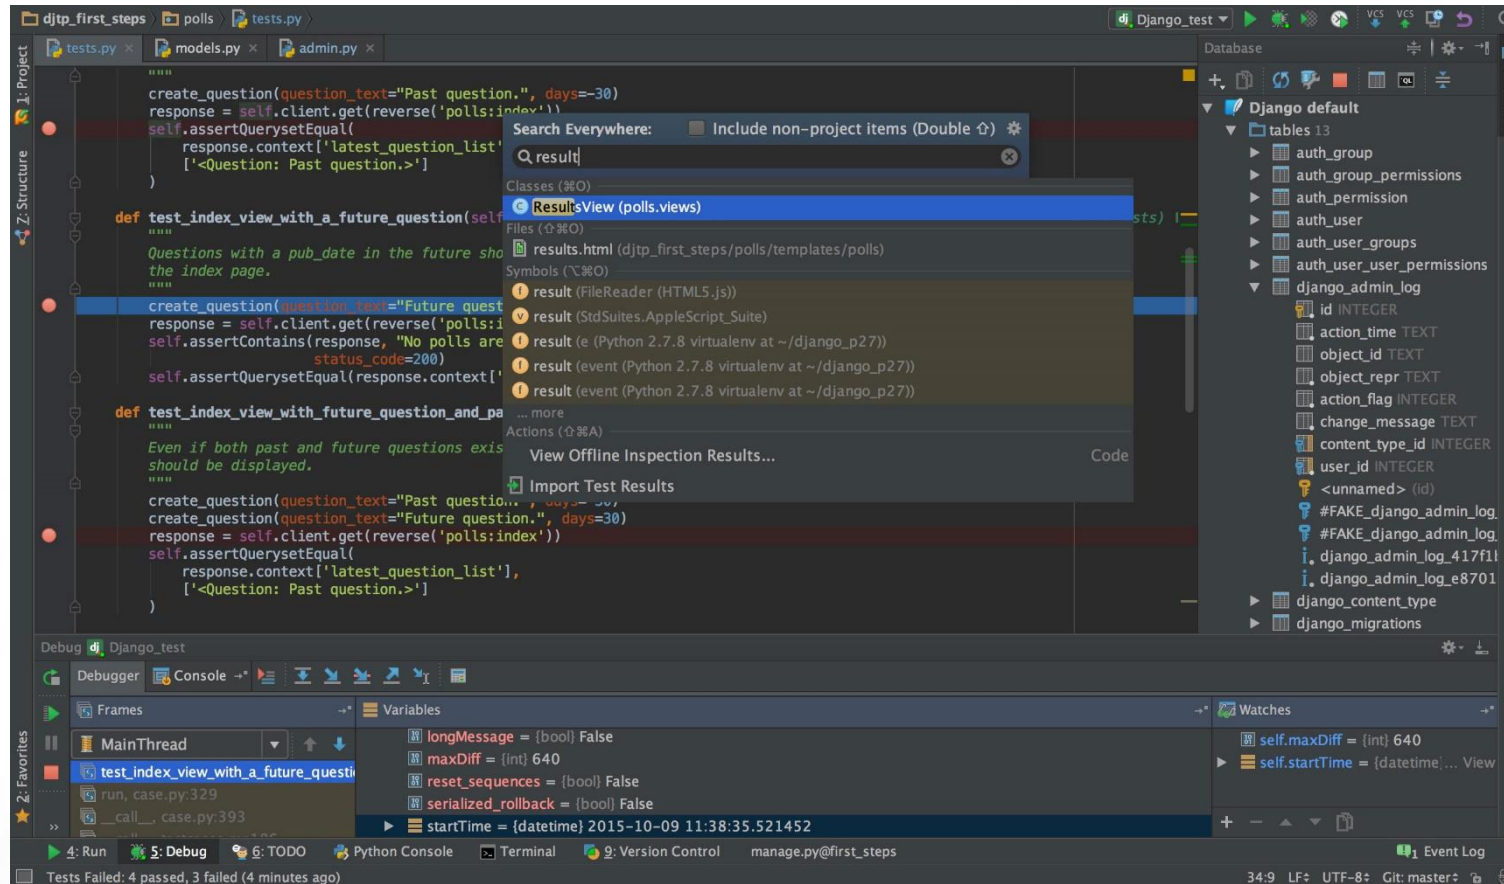 djtp_first_steps polls tests.py
Django_test VCS VCS
tests.py × models.py × admin.py ×
1: Project
Z: Structure
2: Favorites
"""
create_question(question_text="Past question.", days=-30)
response = self.client.get(reverse('polls:index'))
self.assertQuerysetEqual(
response.context['latest_question_list'
['<Question: Past question.>']
)
def test_index_view_with_a_future_question(self
"""
Questions with a pub_date in the future sho
the index page.
"""
create_question(question_text="Future quest
response = self.client.get(reverse('polls:i
self.assertContains(response, "No polls are
status_code=200)
self.assertQuerysetEqual(response.context['
def test_index_view_with_future_question_and_pa
"""
Even if both past and future questions exis
should be displayed.
"""
create_question(question_text="Past question.", days=-30)
create_question(question_text="Future question.", days=30)
response = self.client.get(reverse('polls:index'))
self.assertQuerysetEqual(
response.context['latest_question_list'],
['<Question: Past question.>']
)
Search Everywhere: Include non-project items (Double ⇧)
result
Classes (⌘O)
ResultsView (polls.views)
Files (⇧⌘O)
results.html (djtp_first_steps/polls/templates/polls)
Symbols (⌥⌘O)
result (FileReader (HTML5.js))
result (StdSuites.AppleScript_Suite)
result (e (Python 2.7.8 virtualenv at ~/django_p27))
result (event (Python 2.7.8 virtualenv at ~/django_p27))
result (event (Python 2.7.8 virtualenv at ~/django_p27))
... more
Actions (⇧⌘A)
View Offline Inspection Results... Code
Import Test Results
sts)
Database
QL
Django default
tables 13
auth_group
auth_group_permissions
auth_permission
auth_user
auth_user_groups
auth_user_user_permissions
django_admin_log
id INTEGER
action_time TEXT
object_id TEXT
object_repr TEXT
action_flag INTEGER
change_message TEXT
content_type_id INTEGER
user_id INTEGER
<unnamed> (id)
#FAKE_django_admin_log_
#FAKE_django_admin_log_
django_admin_log_417f1
django_admin_log_e8701
django_content_type
django_migrations
Debug dj Django_test
Debugger Console
Frames
MainThread
test_index_view_with_a_future_questi
run, case.py:329
__call__, case.py:393
Variables
longMessage = {bool} False
maxDiff = {int} 640
reset_sequences = {bool} False
serialized_rollback = {bool} False
startTime = {datetime} 2015-10-09 11:38:35.521452
Watches
self.maxDiff = {int} 640
self.startTime = {datetime}... View
4: Run 5: Debug 6: TODO Python Console Terminal 9: Version Control manage.py@first_steps 1 Event Log
Tests Failed: 4 passed, 3 failed (4 minutes ago) 34:9 LF UTF-8 Git: master